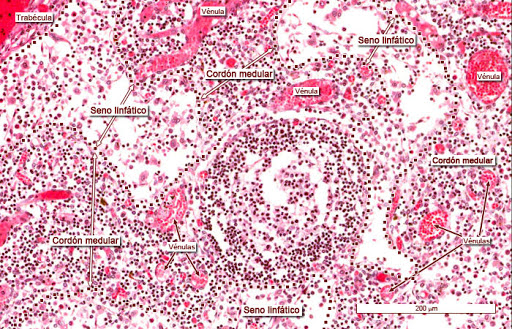 Trabécula
Vénula
Seno linfático
Cordón medular
Vénula
Vénula
Seno linfático
Cordón medular
Cordón medular
Vénulas
Vénulas
Seno linfático
200 µm